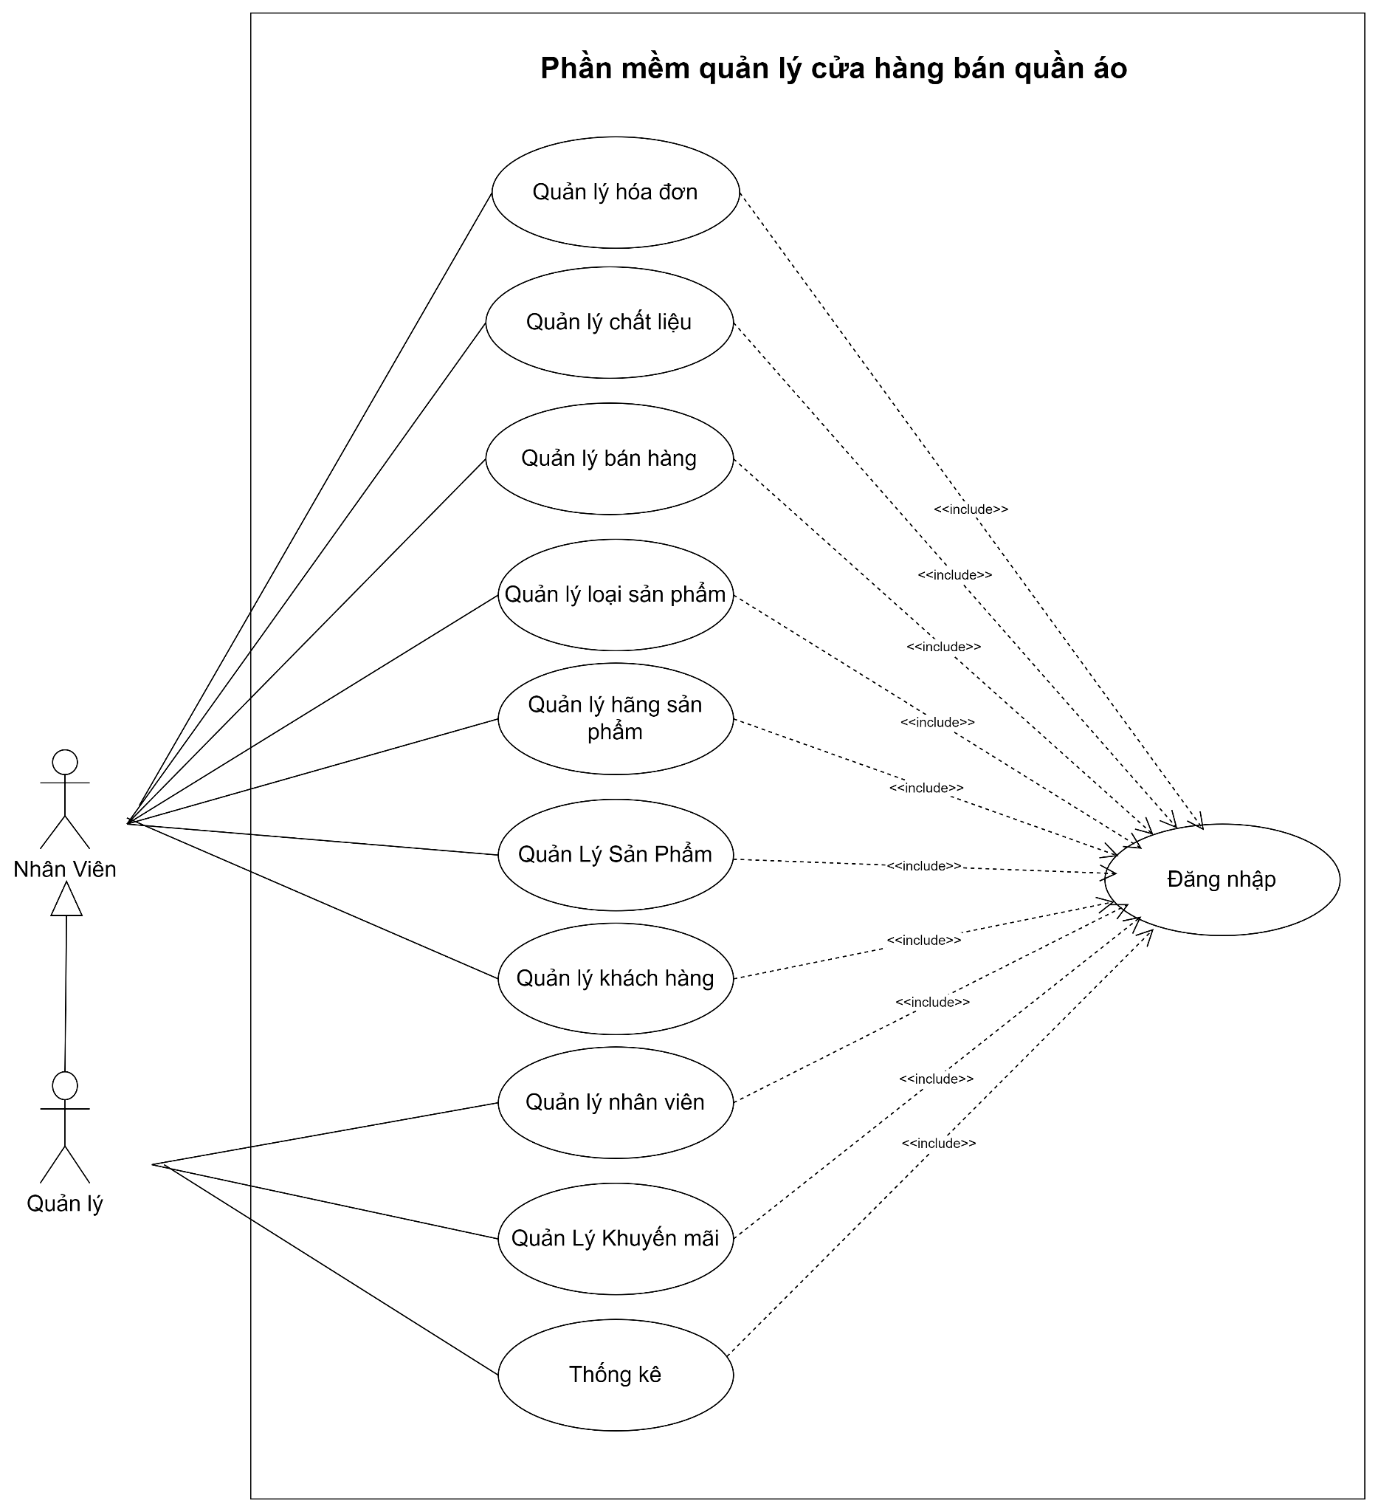 Phần mềm quản lý cửa hàng bán quần áo
Quản lý hóa đơn
Quản lý chất liệu
Quản lý bán hàng
<<include>>
<<include>>
Quản lý loại sản phẩm
<<include>>
Quản lý hãng sản
phẩm
<<include>>
<<include>>
Quản Lý Sản Phẩm
<<include>>
Nhân Viên
Đăng nhập
<<include>>
Quản lý khách hàng
<<include>>
<<include>>
Quản lý nhân viên
<<include>>
Quản lý
Quản Lý Khuyến mãi
Thống kê